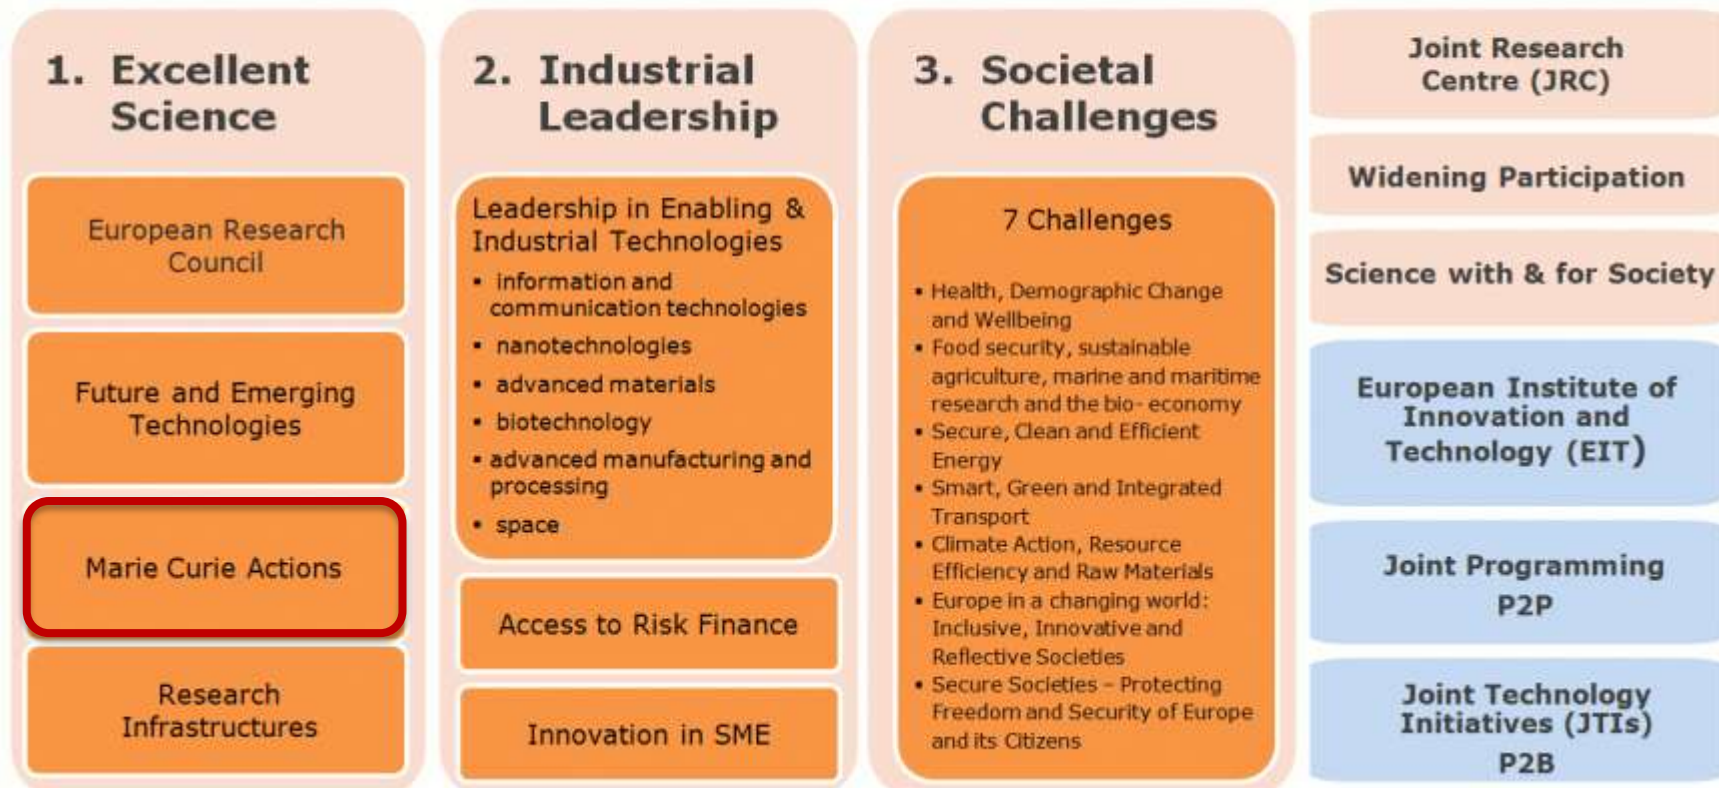 1. Excellent
Science
European Research
Council
Future and Emerging
Technologies
Marie Curie Actions
Research
Infrastructures
2. Industrial
Leadership
Leadership in Enabling &
Industrial Technologies
▪ information and
communication technologies
▪ nanotechnologies
▪ advanced materials
▪ biotechnology
▪ advanced manufacturing and
processing
▪ space
Access to Risk Finance
Innovation in SME
3. Societal
Challenges
7 Challenges
▪ Health, Demographic Change
and Wellbeing
▪ Food security, sustainable
agriculture, marine and maritime
research and the bio- economy
▪ Secure, Clean and Efficient
Energy
▪ Smart, Green and Integrated
Transport
▪ Climate Action, Resource
Efficiency and Raw Materials
▪ Europe in a changing world:
Inclusive, Innovative and
Reflective Societies
▪ Secure Societies – Protecting
Freedom and Security of Europe
and its Citizens
Joint Research
Centre (JRC)
Widening Participation
Science with & for Society
European Institute of
Innovation and
Technology (EIT)
Joint Programming
P2P
Joint Technology
Initiatives (JTIs)
P2B